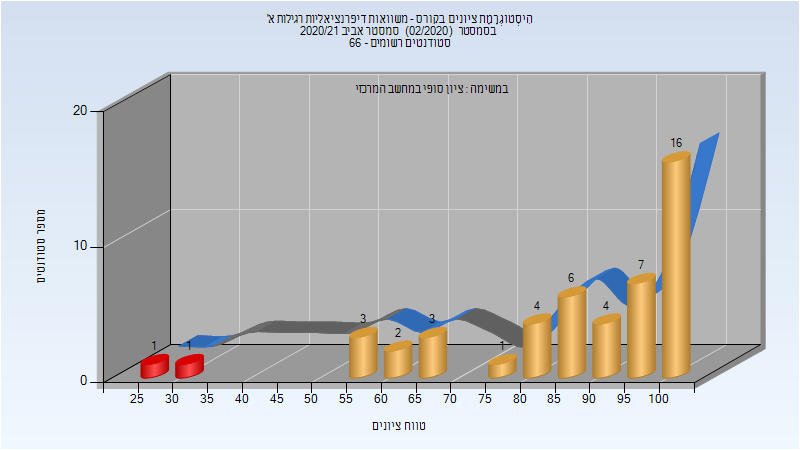 היסטוגרמת ציונים בקורס - משוואות דיפרנציאליות רגילות א'
בסמסטר (02/2020) סמסטר אביב 2020/21
סטודנטים רשומים - 66
במשימה : ציון סופי במחשב המרכזי
20
10
0
מספר סטודנטים
1
1
3
2
3
1
4
6
4
7
16
25 30 35 40 45 50 55 60 65 70 75 80 85 90 95 100
טווח ציונים